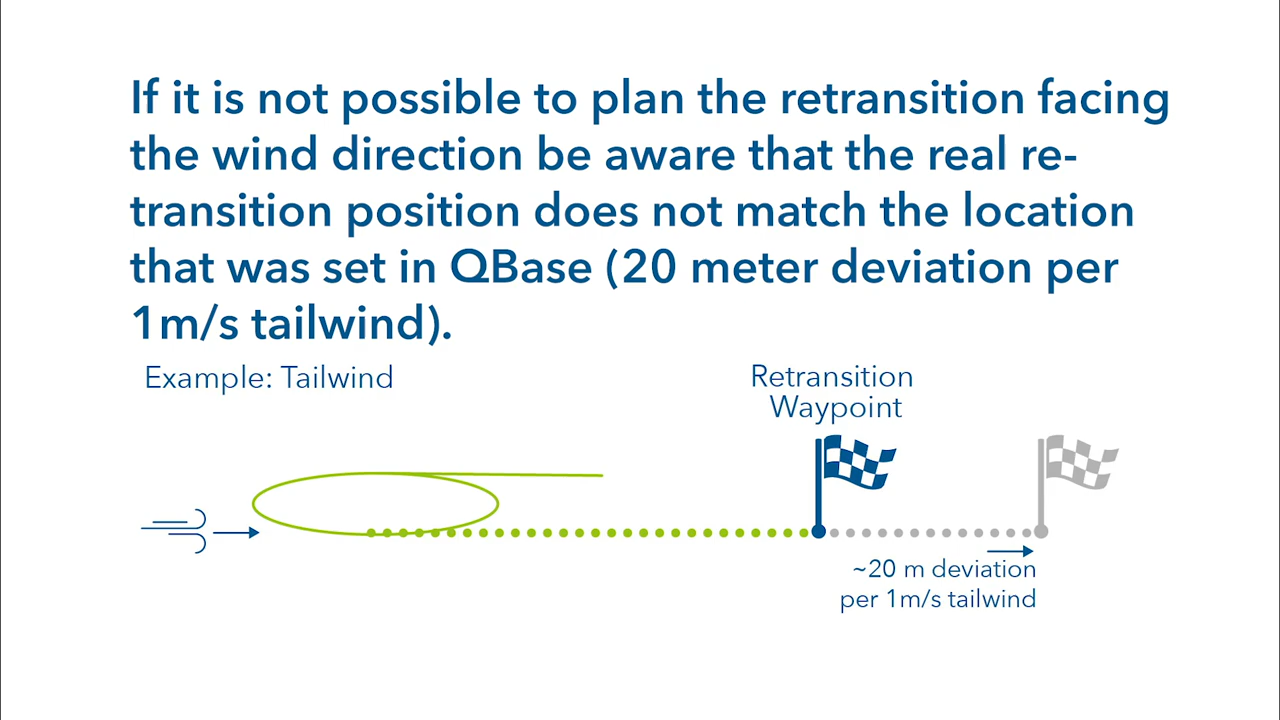 If it is not possible to plan the retransition facing
the wind direction be aware that the real re-
transition position does not match the location
that was set in QBase (20 meter deviation per
1m/s tailwind).
Example: Tailwind
Retransition
Waypoint
~20 m deviation
per 1m/s tailwind